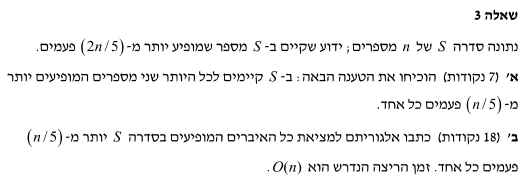 שאלה 3
נתונה סדרה S של n מספרים; ידוע שקיים ב- S מספר שמופיע יותר מ- (2n/5) פעמים.
א' (7 נקודות) הוכיחו את הטענה הבאה: ב- S קיימים לכל היותר שני מספרים המופיעים יותר
מ- (n/5) פעמים כל אחד.
ב' (18 נקודות) כתבו אלגוריתם למציאת כל האיברים המופיעים בסדרה S יותר מ- (n/5)
פעמים כל אחד. זמן הריצה הנדרש הוא O(n).